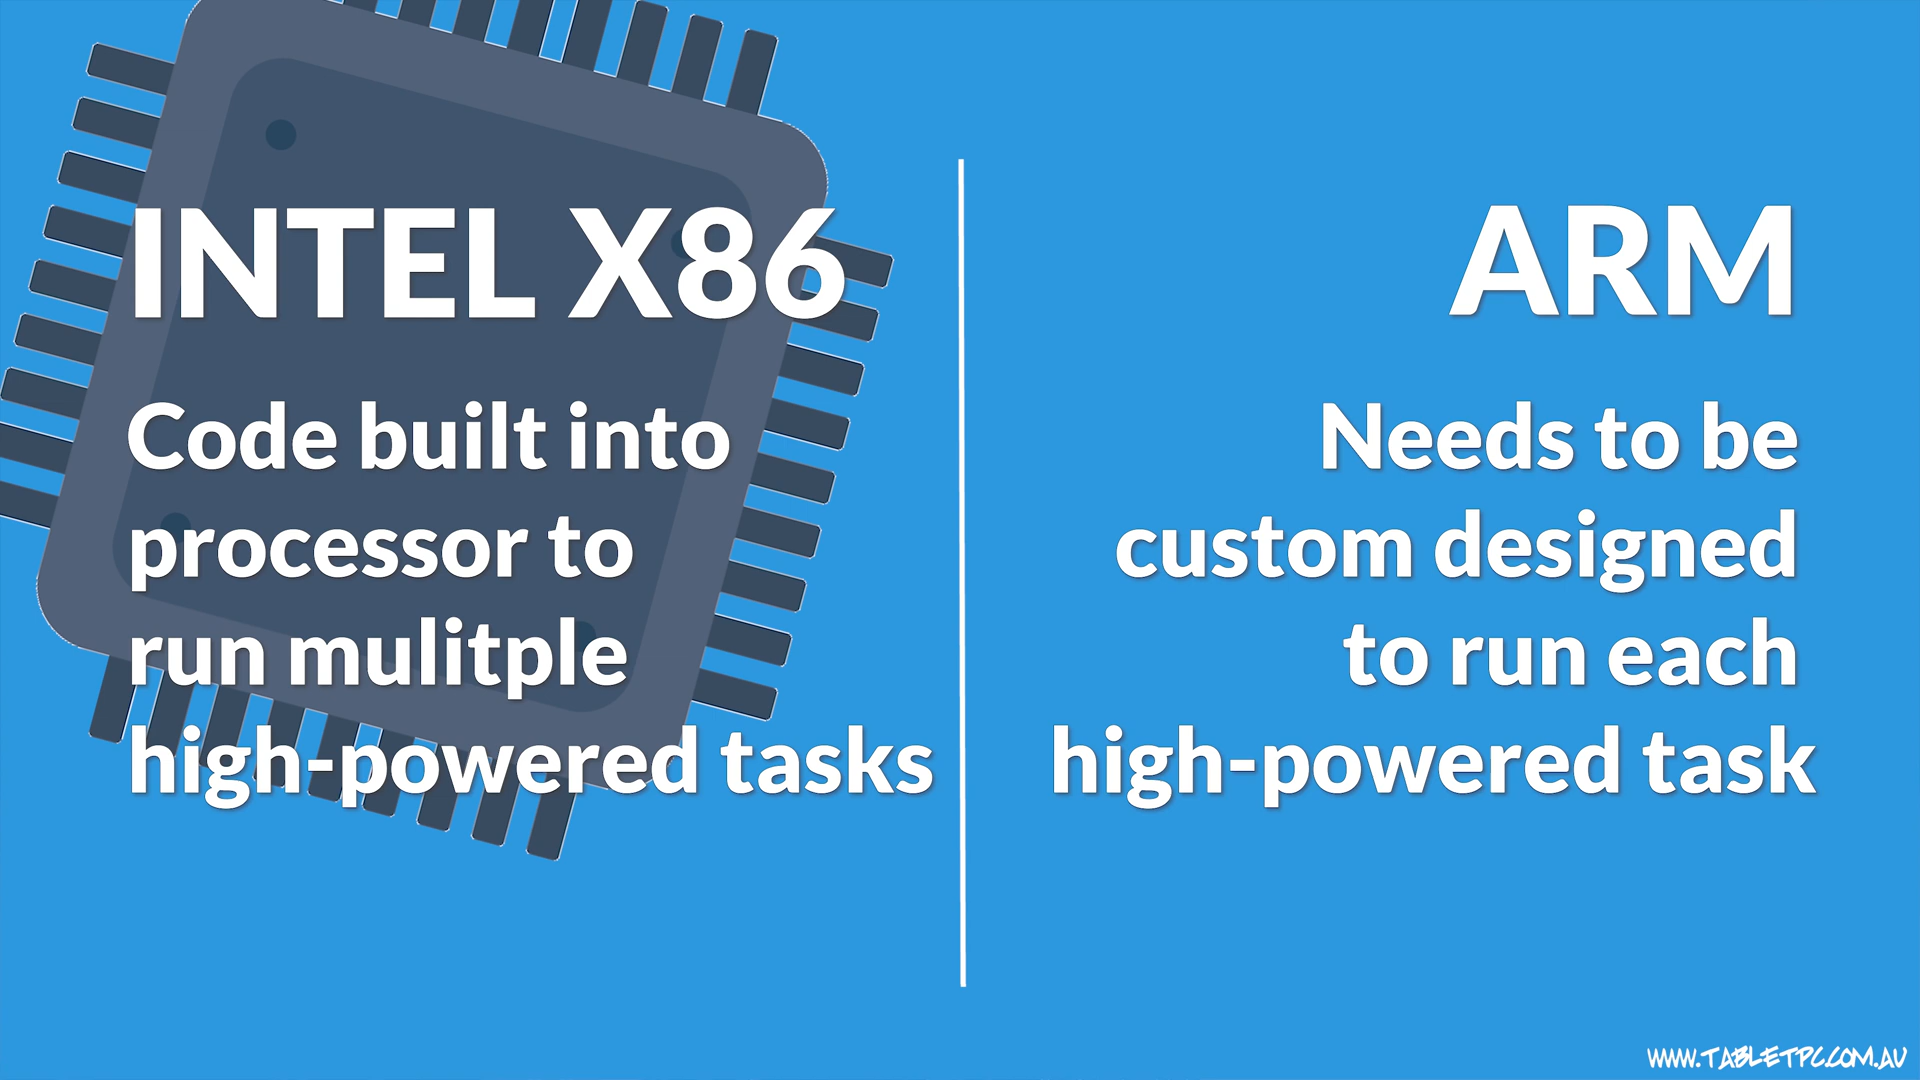 INTEL X86
Code built into
processor to
run mulitple
high-powered tasks
ARM
Needs to be
custom designed
to run each
high-powered task
WWW.TABLETPC.COM.AU